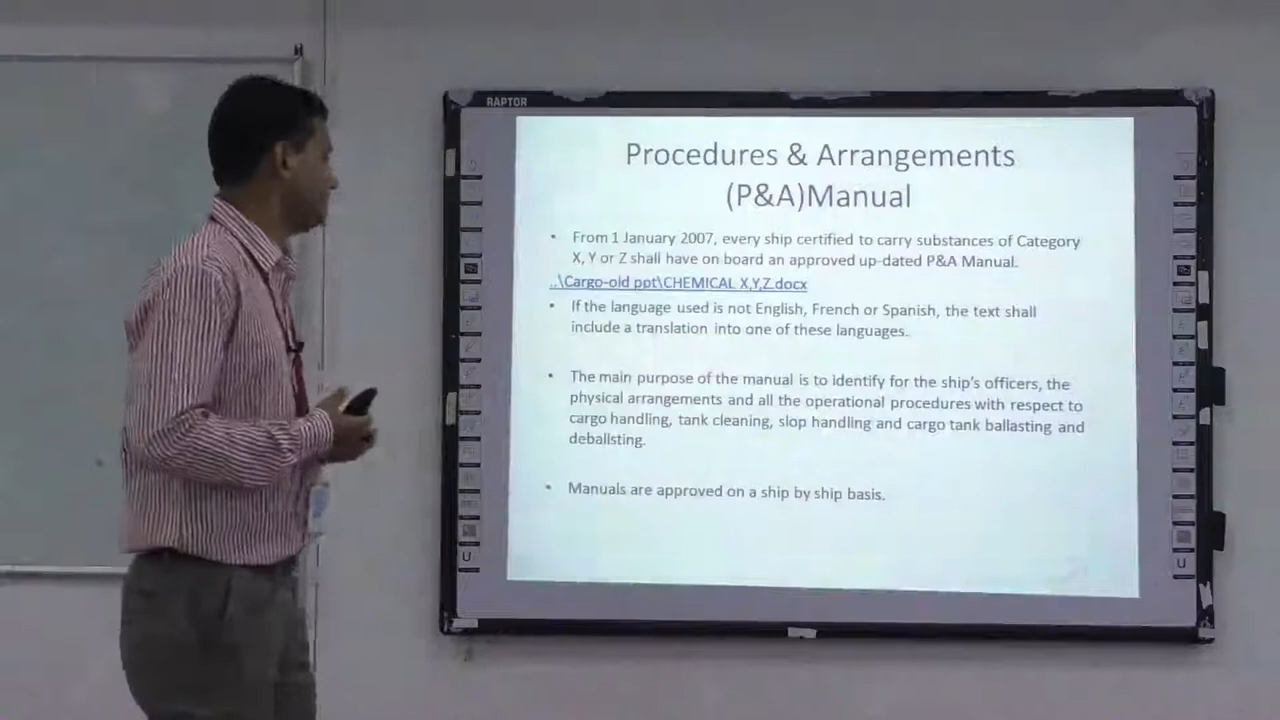 RAPTOR
Procedures & Arrangements
(P&A)Manual
• From 1 January 2007, every ship certified to carry substances of Category
X, Y or Z shall have on board an approved up-dated P&A Manual.
..\Cargo-old ppt\CHEMICAL X,Y,Z.docx
• If the language used is not English, French or Spanish, the text shall
include a translation into one of these languages.
• The main purpose of the manual is to identify for the ship's officers, the
physical arrangements and all the operational procedures with respect to
cargo handling, tank cleaning, slop handling and cargo tank ballasting and
deballsting.
• Manuals are approved on a ship by ship basis.
U
U